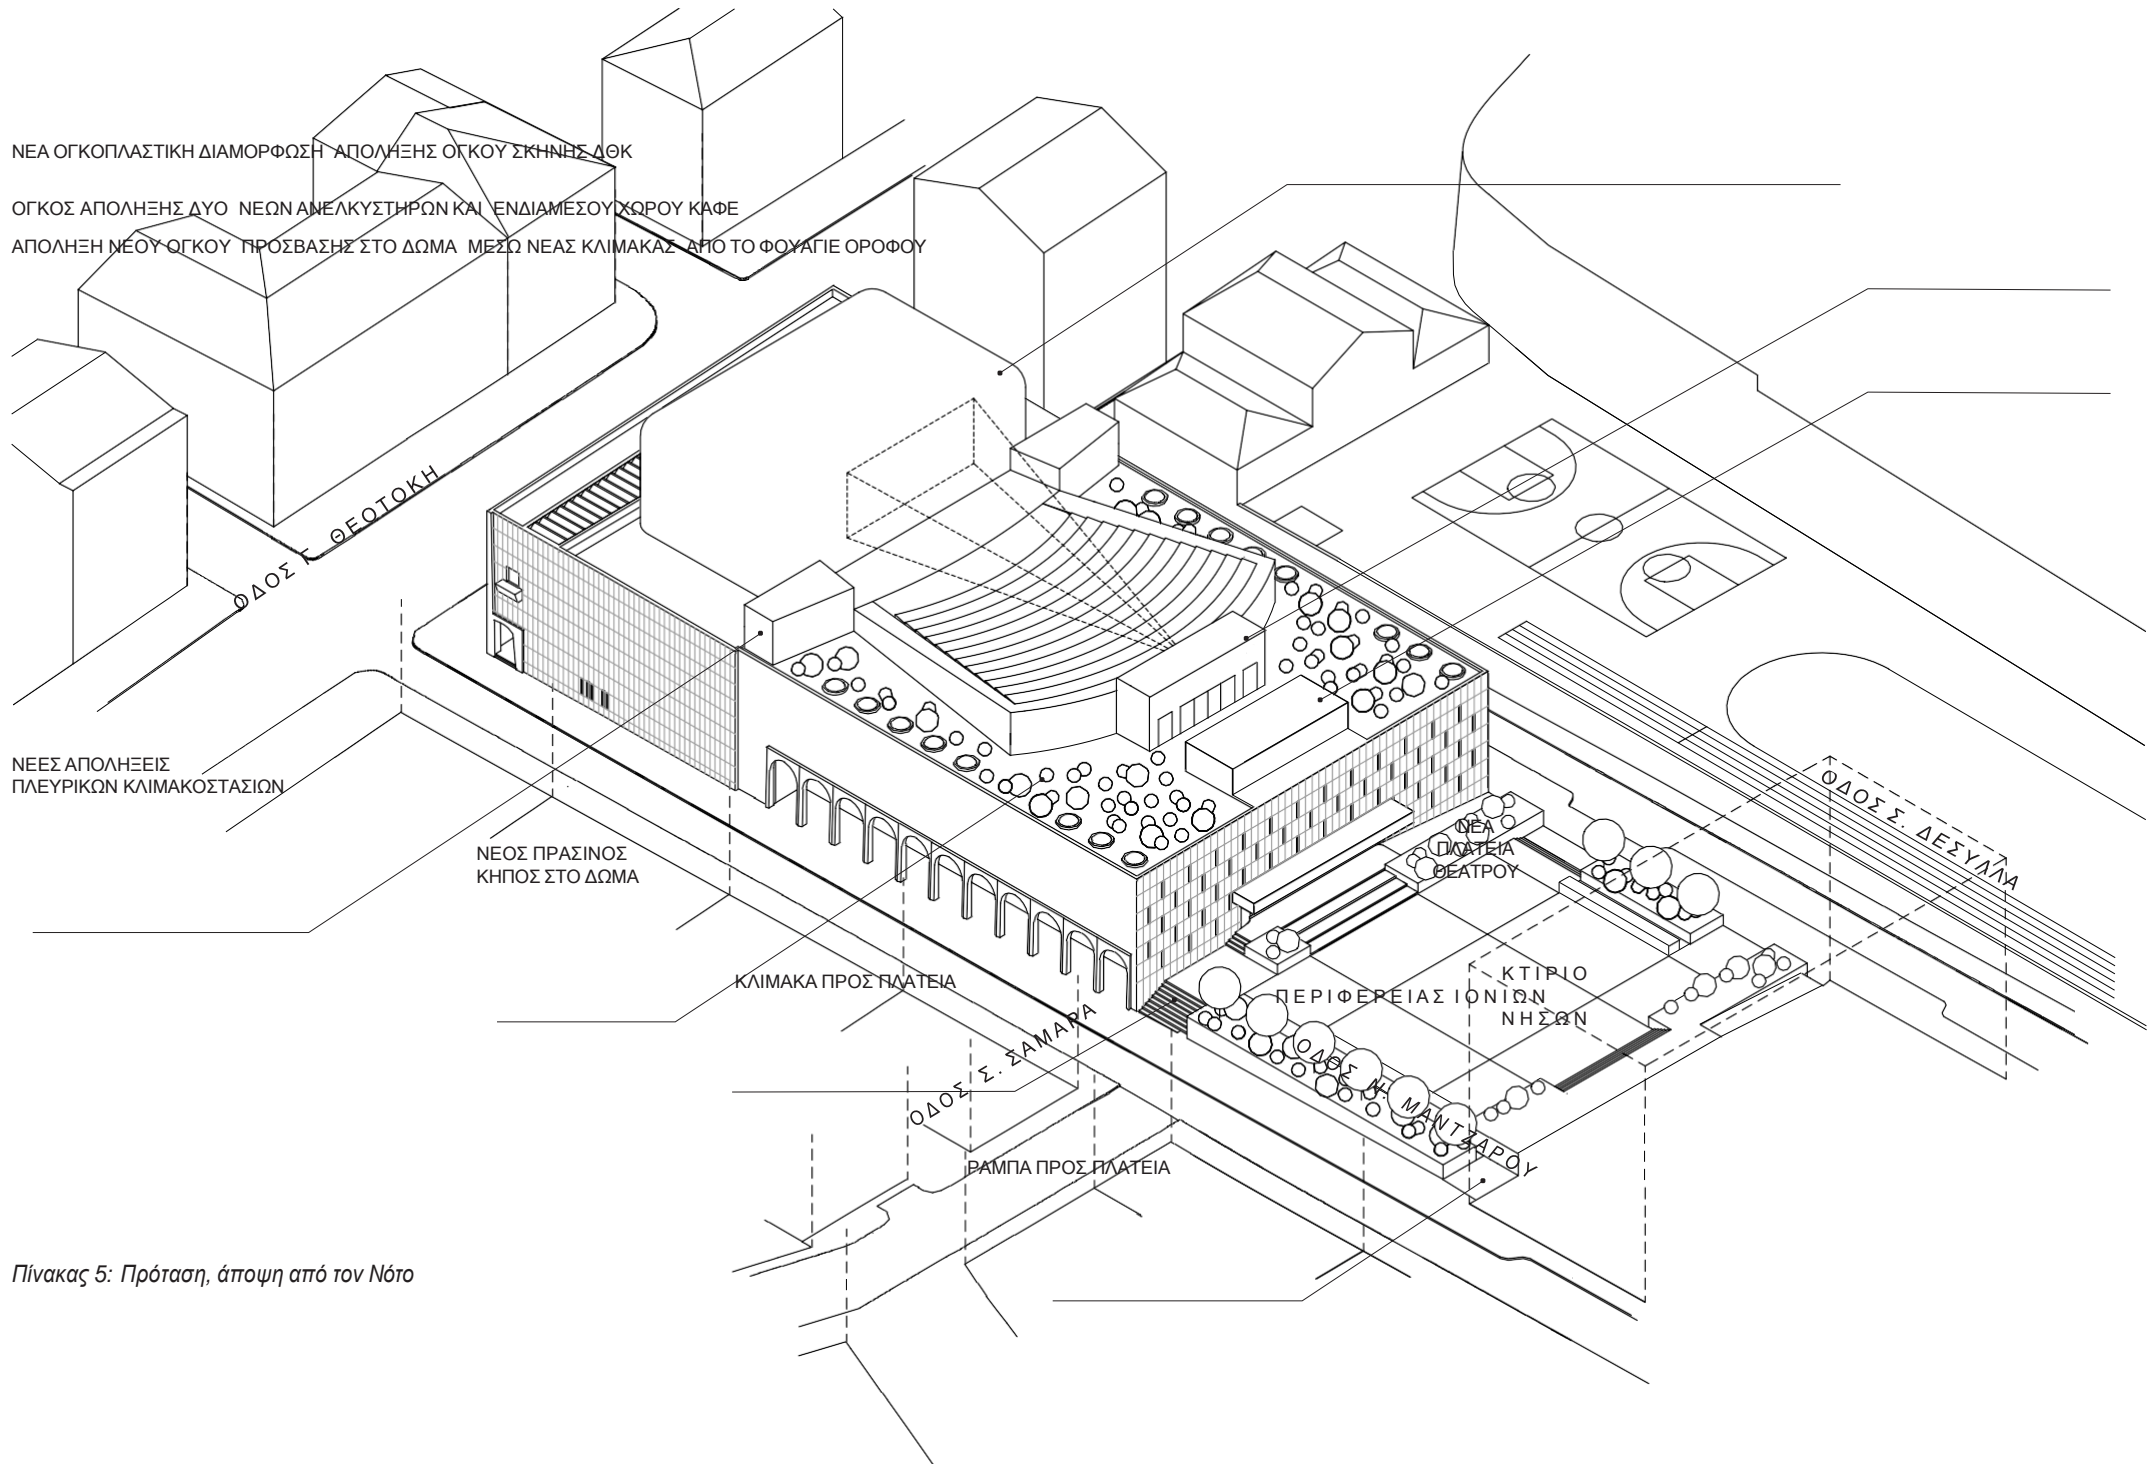 ΝΕΑ ΟΓΚΟΠΛΑΣΤΙΚΗ ΔΙΑΜΟΡΦΩΣΗ ΑΠΟΛΗΞΗΣ ΟΓΚΟΥ ΣΚΗΝΗΣ ΔΘΚ
ΟΓΚΟΣ ΑΠΟΛΗΞΗΣ ΔΥΟ ΝΕΩΝ ΑΝΕΛΚΥΣΤΗΡΩΝ ΚΑΙ ΕΝΔΙΑΜΕΣΟΥ ΧΩΡΟΥ ΚΑΦΕ
ΑΠΟΛΗΞΗ ΝΕΟΥ ΟΓΚΟΥ ΠΡΟΣΒΑΣΗΣ ΣΤΟ ΔΩΜΑ ΜΕΣΩ ΝΕΑΣ ΚΛΙΜΑΚΑΣ ΑΠΟ ΤΟ ΦΟΥΑΓΙΕ ΟΡΟΦΟΥ
ΟΔΟΣ Γ. ΘΕΟΤΟΚΗ
ΝΕΕΣ ΑΠΟΛΗΞΕΙΣ
ΠΛΕΥΡΙΚΩΝ ΚΛΙΜΑΚΟΣΤΑΣΙΩΝ
ΟΔΟΣ Σ. ΔΕΣΥΛΛΑ
ΝΕΟΣ ΠΡΑΣΙΝΟΣ
ΚΗΠΟΣ ΣΤΟ ΔΩΜΑ
ΝΕΑ
ΠΛΑΤΕΙΑ
ΘΕΑΤΡΟΥ
ΚΛΙΜΑΚΑ ΠΡΟΣ ΠΛΑΤΕΙΑ
ΚΤΙΡΙΟ
ΠΕΡΙΦΕΡΕΙΑΣ ΙΟΝΙΩΝ
ΝΗΣΩΝ
ΟΔΟΣ Σ. ΣΑΜΑΡΑ
ΟΔΟΣ Ν. ΜΑΝΤΖΑΡΟΥ
ΡΑΜΠΑ ΠΡΟΣ ΠΛΑΤΕΙΑ
Πίνακας 5: Πρόταση, άποψη από τον Νότο